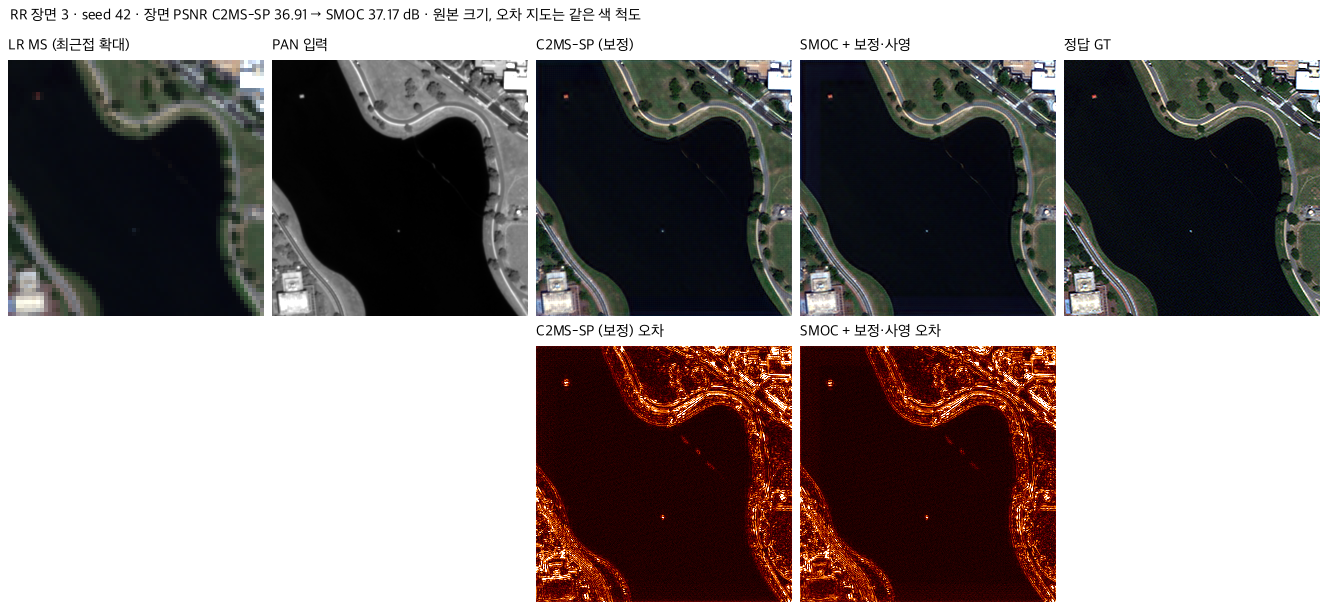 RR 장면 3 · seed 42 · 장면 PSNR C2MS-SP 36.91 → SMOC 37.17 dB · 원본 크기, 오차 지도는 같은 색 척도
LR MS (최근접 확대)
PAN 입력
C2MS-SP (보정)
SMOC + 보정·사영
정답 GT
C2MS-SP (보정) 오차
SMOC + 보정·사영 오차